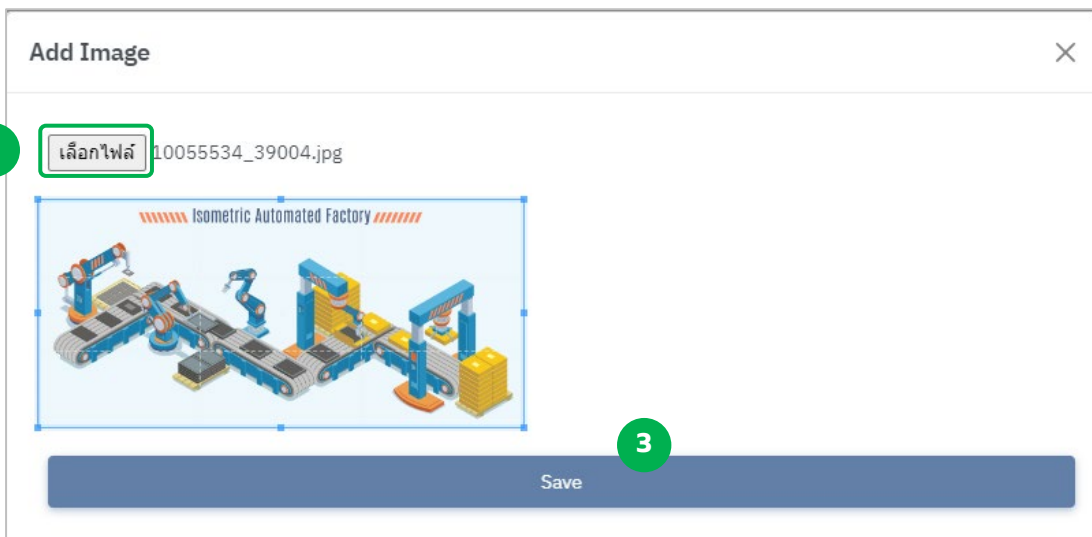 Add Image
เลือกไฟล์ 10055534_39004.jpg
Isometric Automated Factory
3
Save